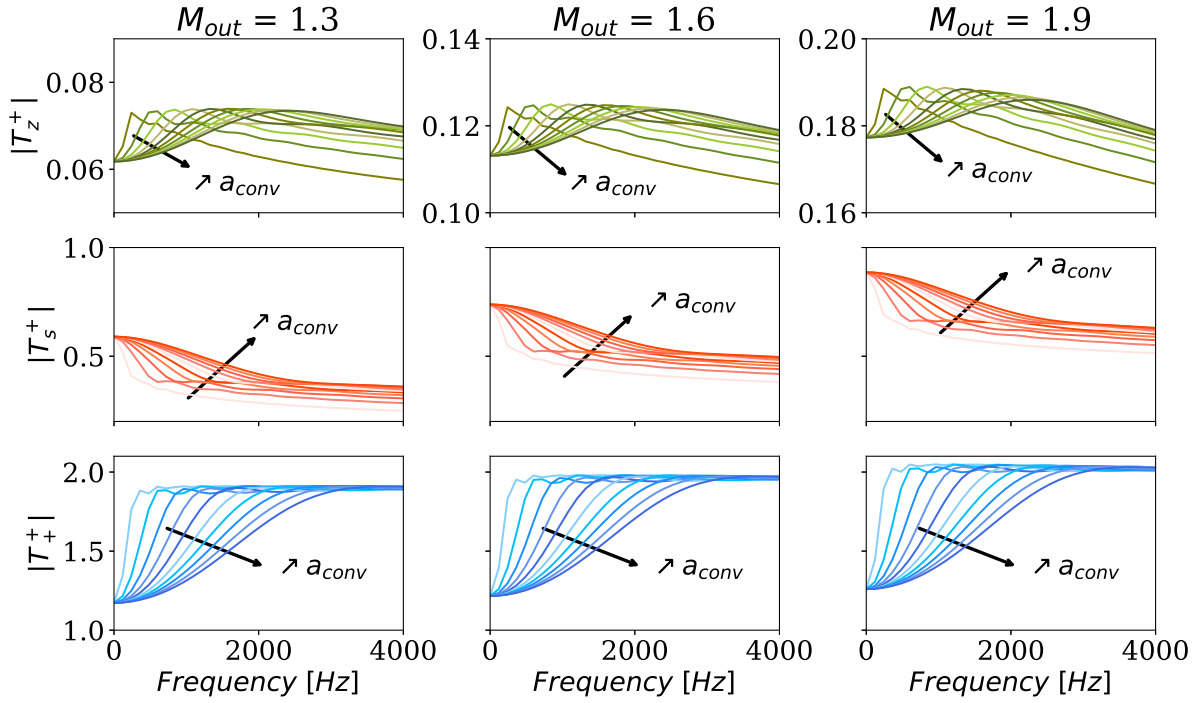 M_out = 1.3 M_out = 1.6 M_out = 1.9
|T_z^+|
0.08
0.06
↗ a_conv
0.14
0.12
0.10
↗ a_conv
0.20
0.18
0.16
↗ a_conv
|T_s^+|
1.0
0.5
↗ a_conv
↗ a_conv
↗ a_conv
|T_+^+|
2.0
1.5
1.0
↗ a_conv
↗ a_conv
↗ a_conv
0 2000 4000 0 2000 4000 0 2000 4000
Frequency [Hz] Frequency [Hz] Frequency [Hz]